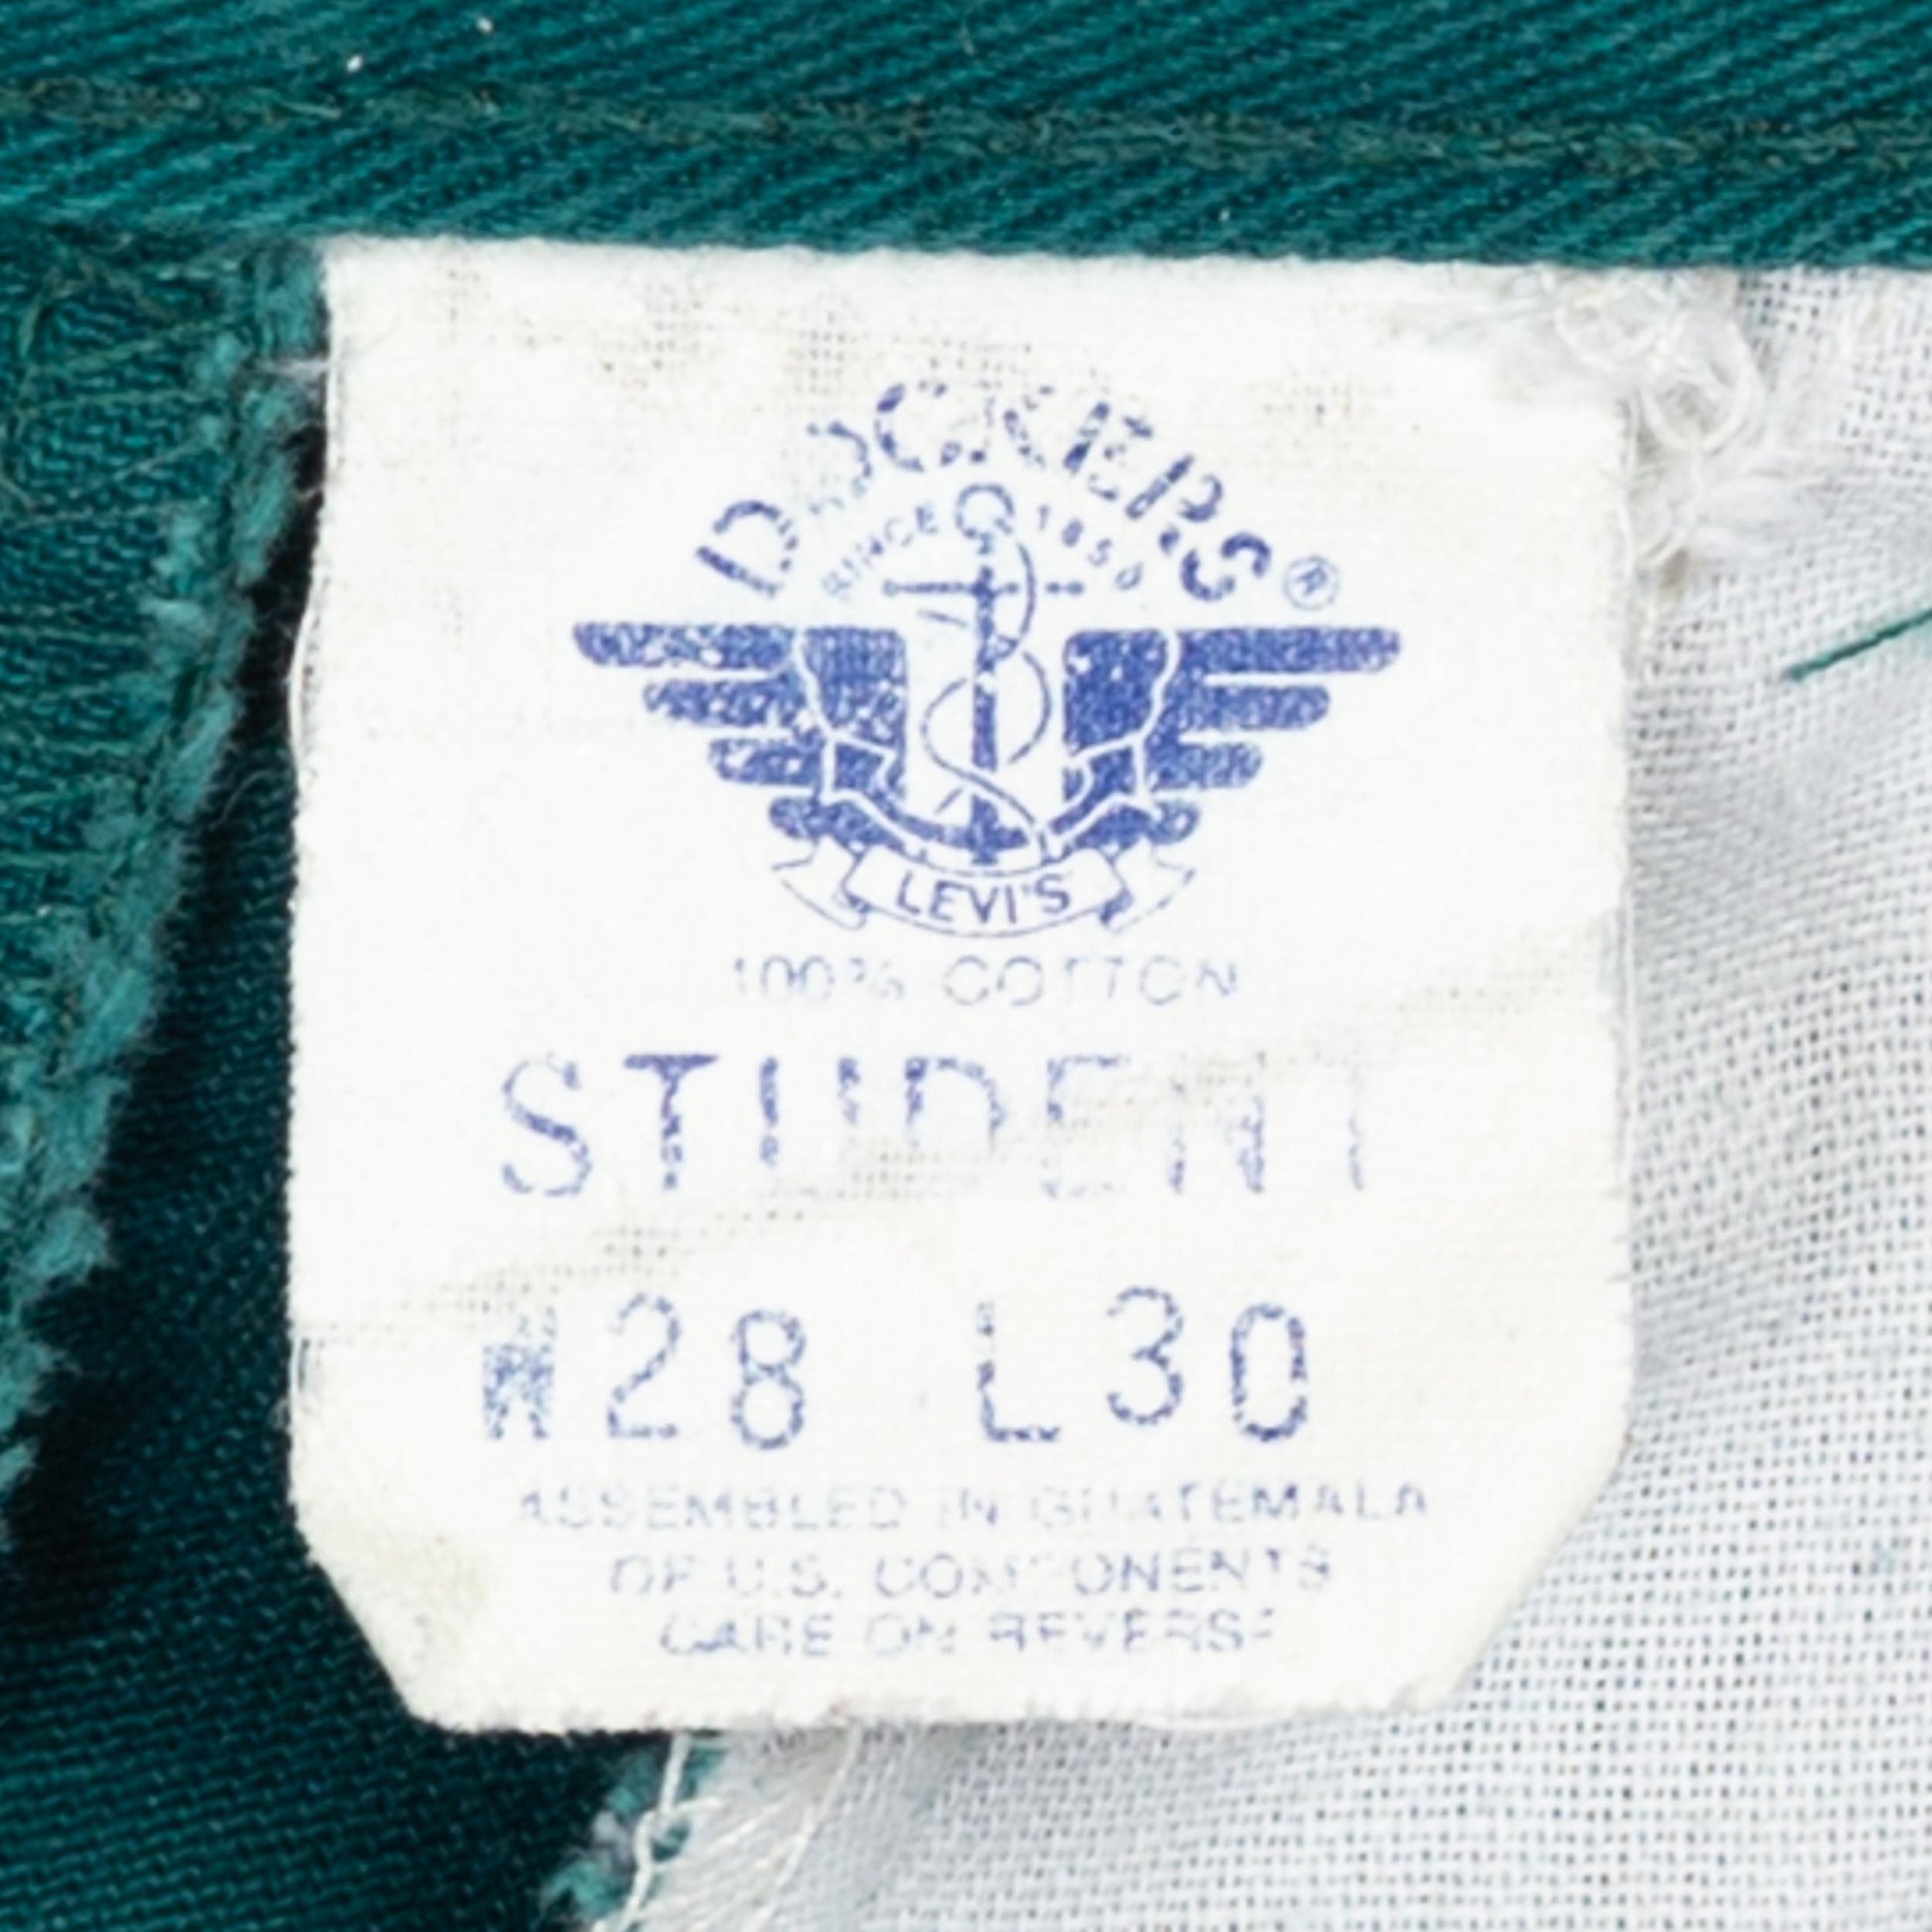 DOCKERS®
SINCE 1850
LEVI'S
100% COTTON
STUDENT
W28 L30
ASSEMBLED IN GUATEMALA
OF U.S. COMPONENTS
CARE ON REVERSE